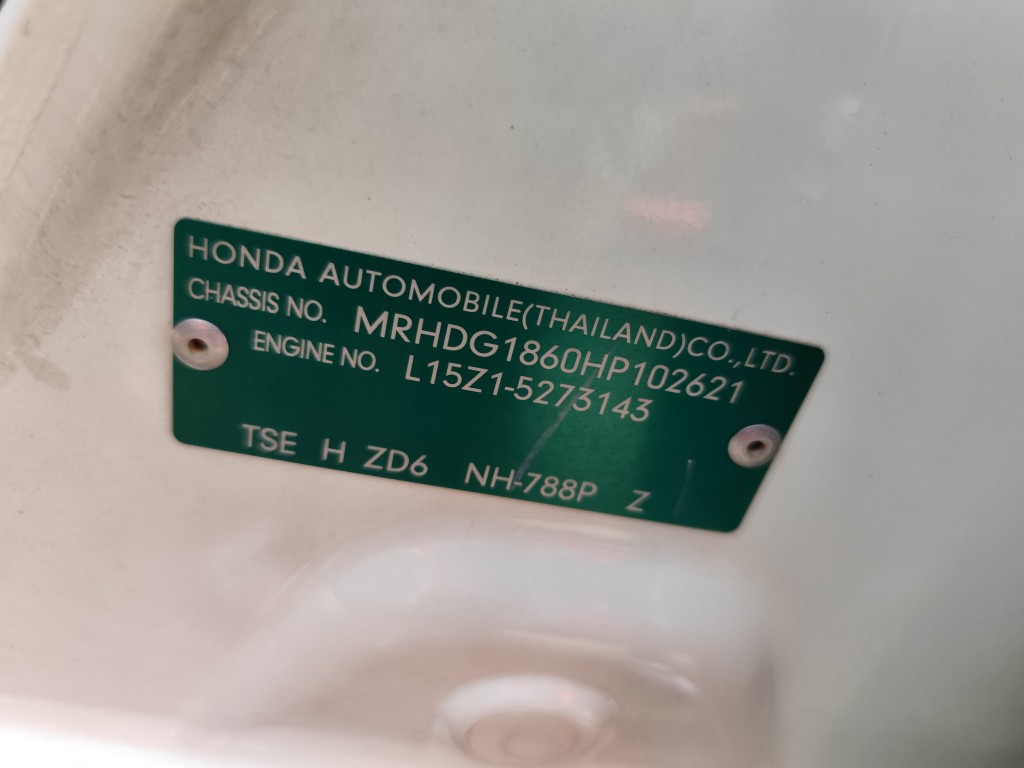 HONDA AUTOMOBILE(THAILAND)CO.,LTD.
CHASSIS NO. MRHDG1860HP102621
ENGINE NO. L15Z1-5273143
TSE H ZD6 NH-788P Z